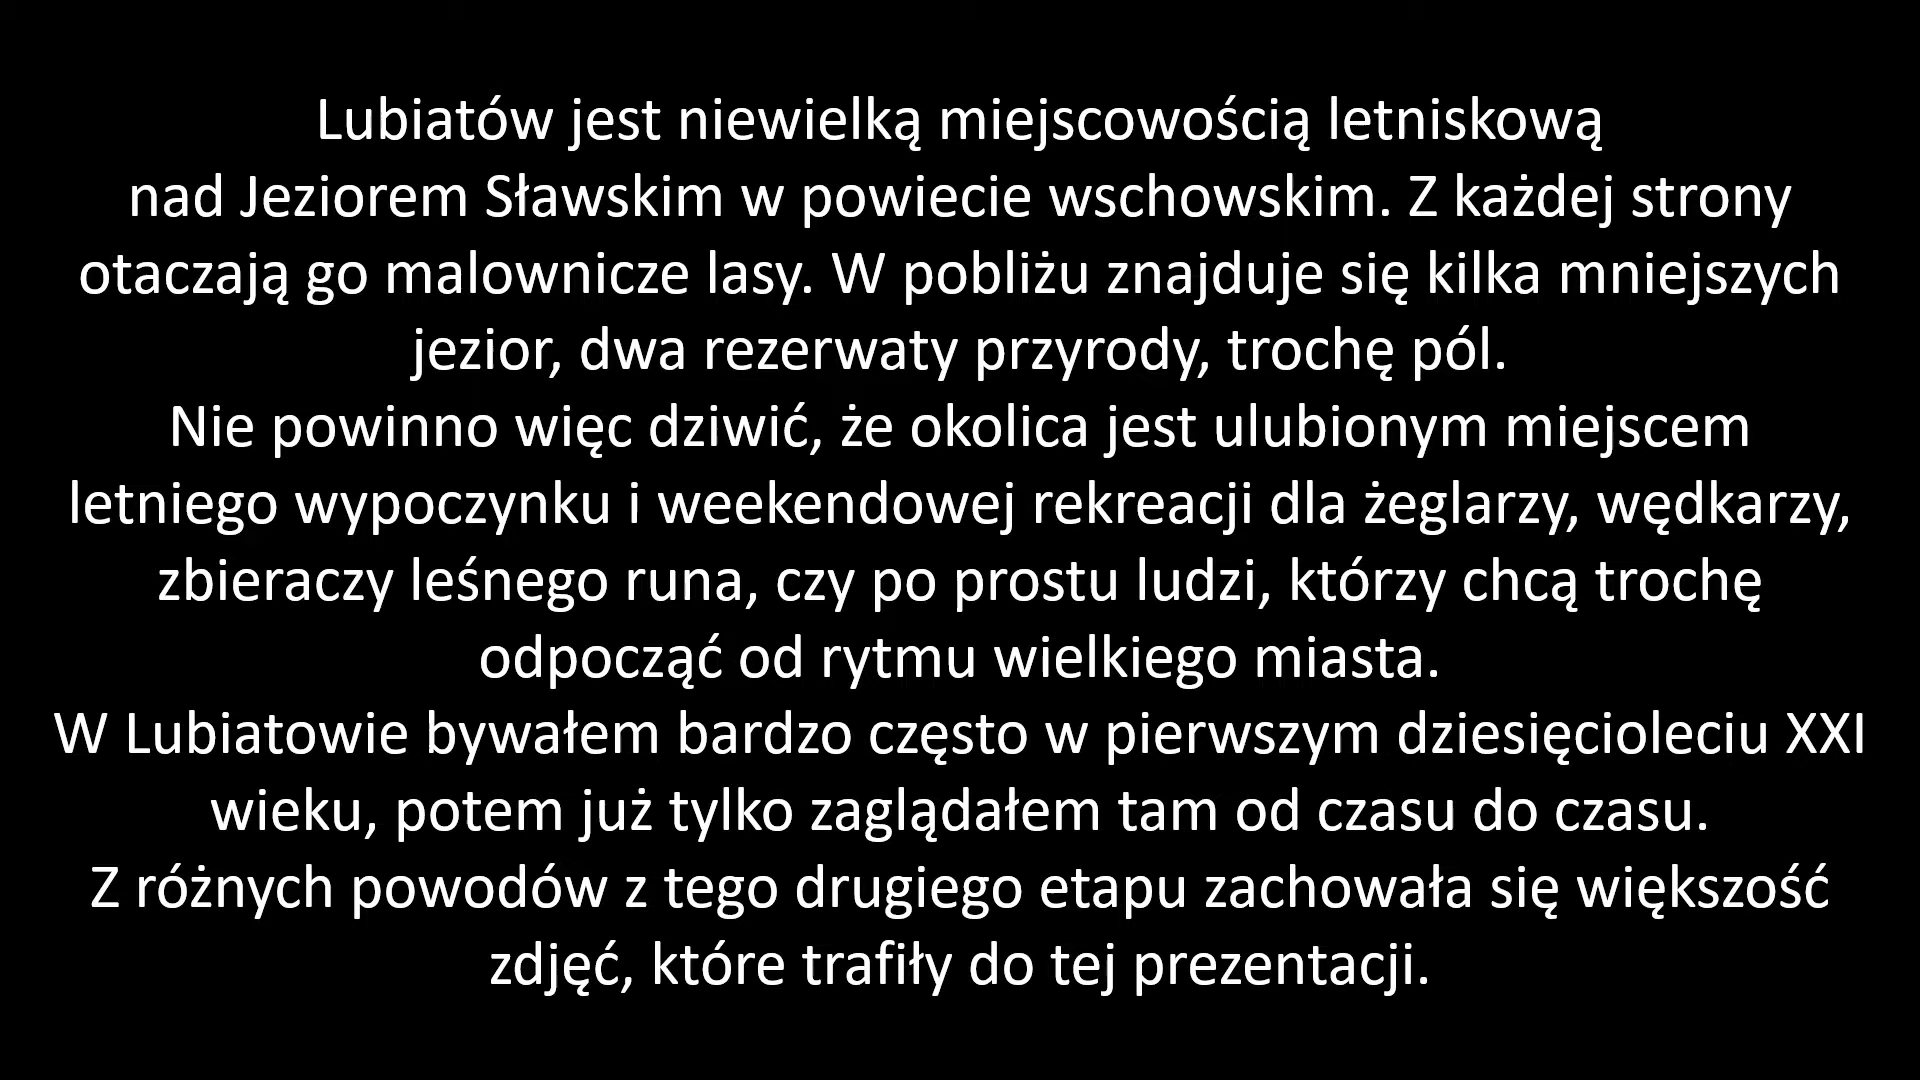 Lubiatów jest niewielką miejscowością letniskową
nad Jeziorem Sławskim w powiecie wschowskim. Z każdej strony
otaczają go malownicze lasy. W pobliżu znajduje się kilka mniejszych
jezior, dwa rezerwaty przyrody, trochę pól.
Nie powinno więc dziwić, że okolica jest ulubionym miejscem
letniego wypoczynku i weekendowej rekreacji dla żeglarzy, wędkarzy,
zbieraczy leśnego runa, czy po prostu ludzi, którzy chcą trochę
odpocząć od rytmu wielkiego miasta.
W Lubiatowie bywałem bardzo często w pierwszym dziesięcioleciu XXI
wieku, potem już tylko zaglądałem tam od czasu do czasu.
Z różnych powodów z tego drugiego etapu zachowała się większość
zdjęć, które trafiły do tej prezentacji.